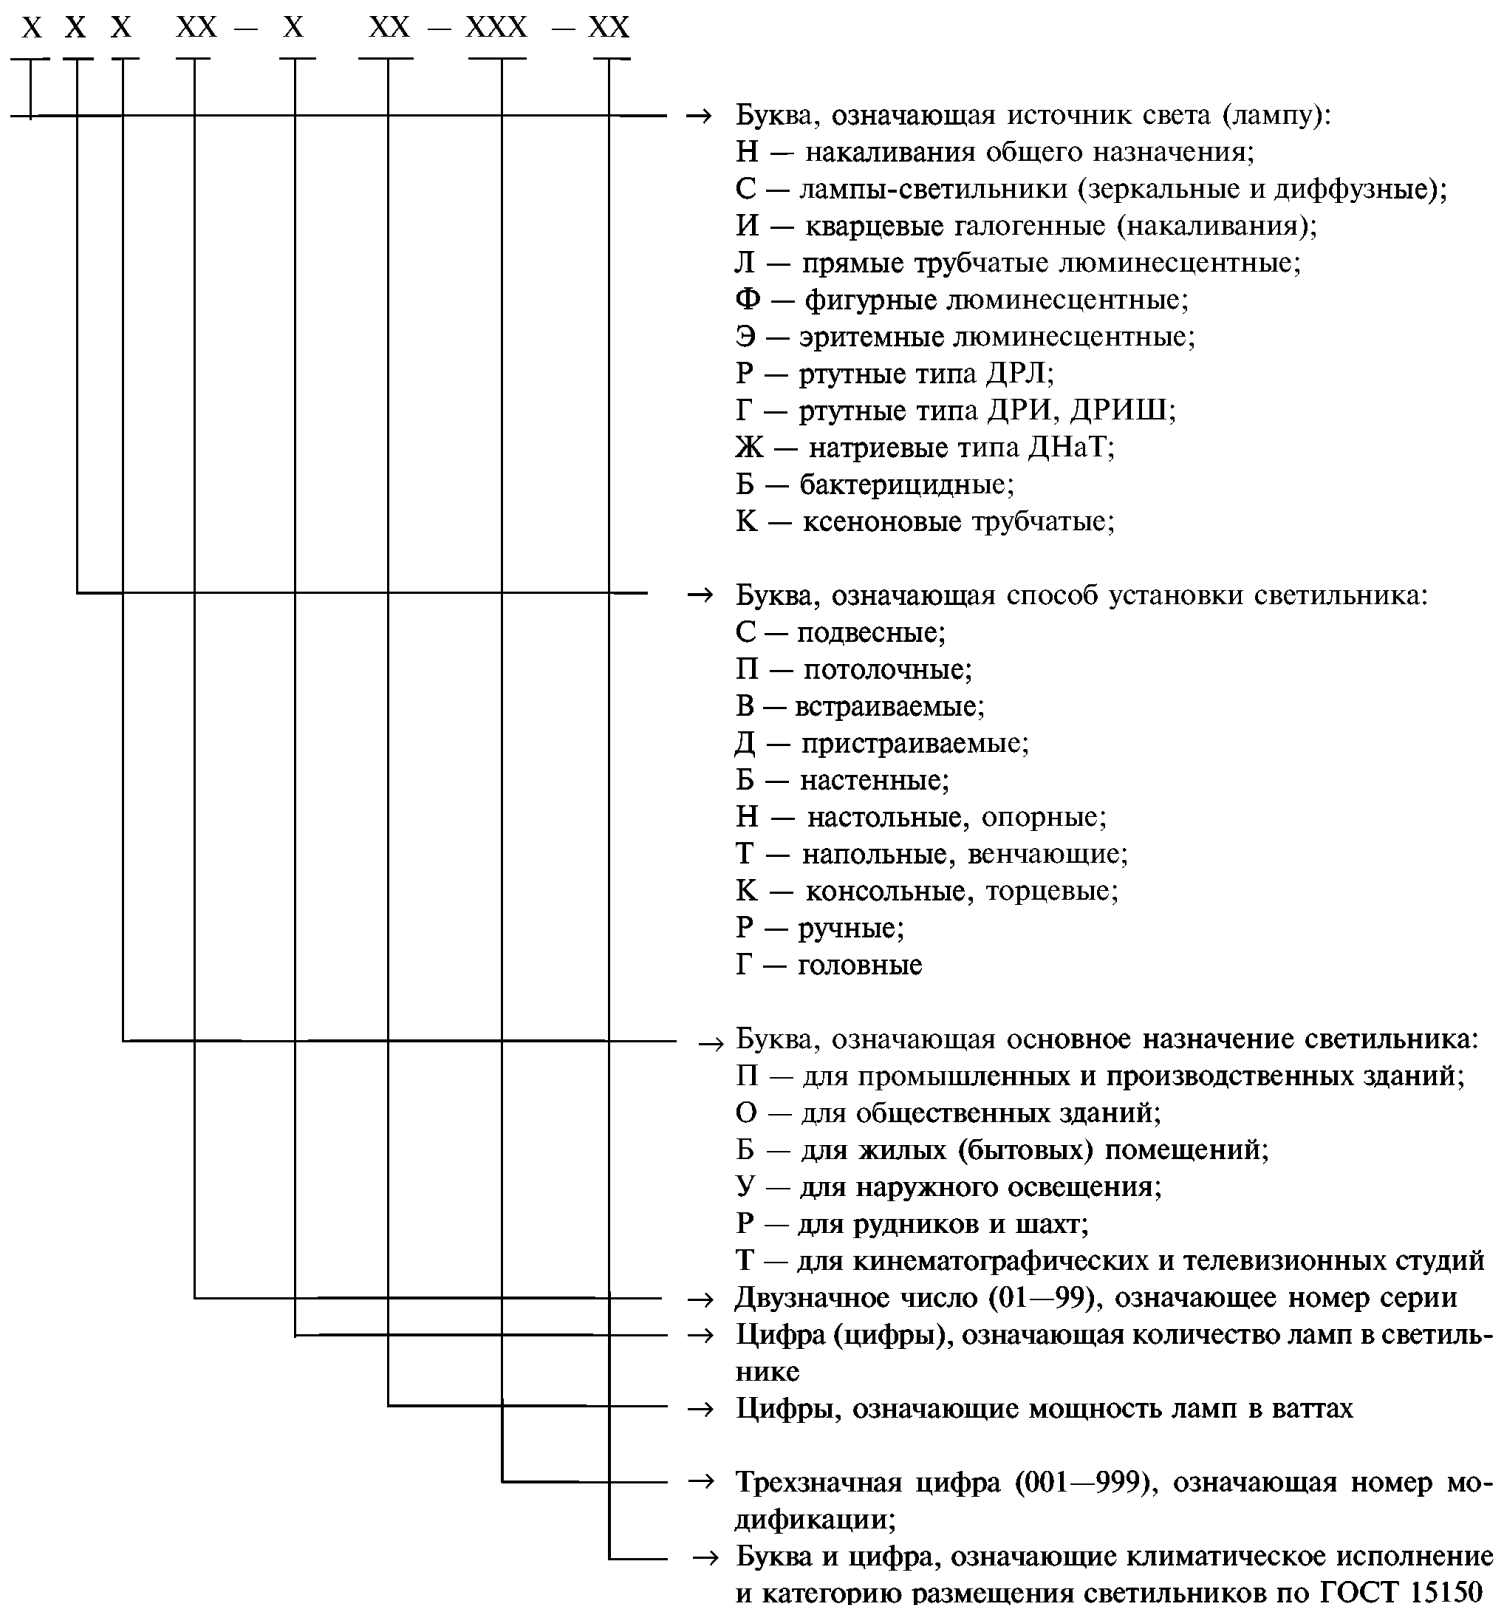 Х Х Х ХХ — Х ХХ — ХХХ — ХХ
→ Буква, означающая источник света (лампу):
Н — накаливания общего назначения;
С — лампы-светильники (зеркальные и диффузные);
И — кварцевые галогенные (накаливания);
Л — прямые трубчатые люминесцентные;
Ф — фигурные люминесцентные;
Э — эритемные люминесцентные;
Р — ртутные типа ДРЛ;
Г — ртутные типа ДРИ, ДРИШ;
Ж — натриевые типа ДНаТ;
Б — бактерицидные;
К — ксеноновые трубчатые;
→ Буква, означающая способ установки светильника:
С — подвесные;
П — потолочные;
В — встраиваемые;
Д — пристраиваемые;
Б — настенные;
Н — настольные, опорные;
Т — напольные, венчающие;
К — консольные, торцевые;
Р — ручные;
Г — головные
→ Буква, означающая основное назначение светильника:
П — для промышленных и производственных зданий;
О — для общественных зданий;
Б — для жилых (бытовых) помещений;
У — для наружного освещения;
Р — для рудников и шахт;
Т — для кинематографических и телевизионных студий
→ Двузначное число (01—99), означающее номер серии
→ Цифра (цифры), означающая количество ламп в светиль-
нике
→ Цифры, означающие мощность ламп в ваттах
→ Трехзначная цифра (001—999), означающая номер мо-
дификации;
→ Буква и цифра, означающие климатическое исполнение
и категорию размещения светильников по ГОСТ 15150